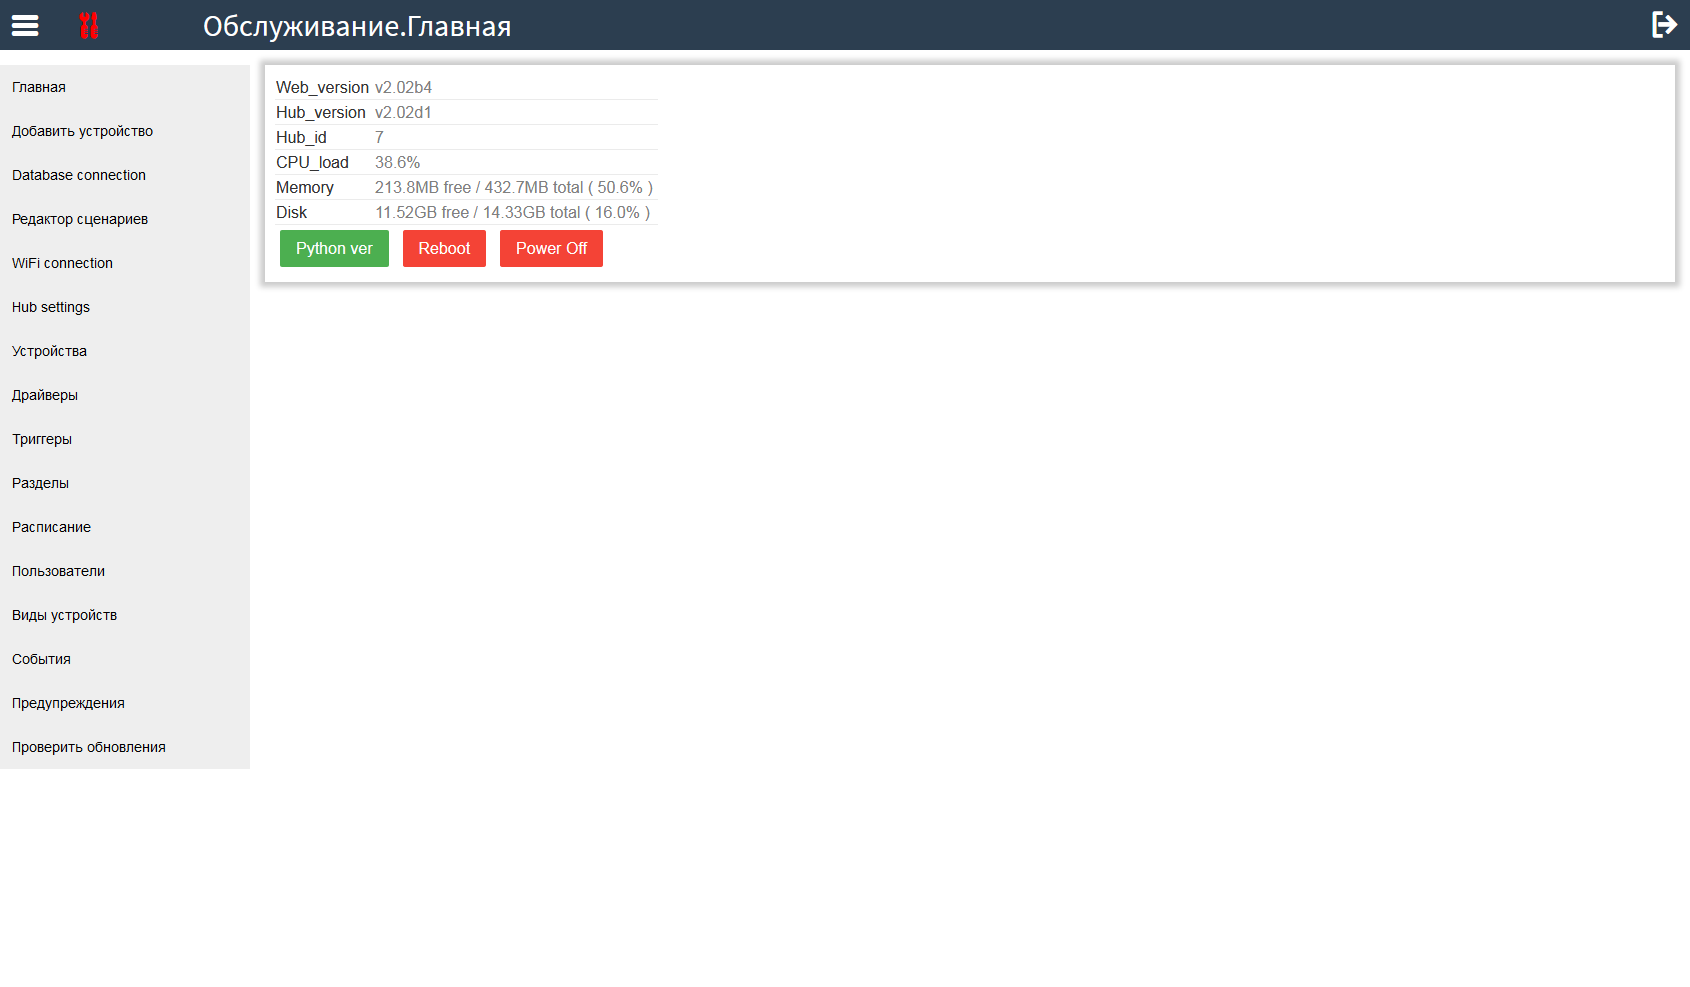 Обслуживание.Главная
Главная
Добавить устройство
Database connection
Редактор сценариев
WiFi connection
Hub settings
Устройства
Драйверы
Триггеры
Разделы
Расписание
Пользователи
Виды устройств
События
Предупреждения
Проверить обновления
Web_version v2.02b4
Hub_version v2.02d1
Hub_id 7
CPU_load 38.6%
Memory 213.8MB free / 432.7MB total ( 50.6% )
Disk 11.52GB free / 14.33GB total ( 16.0% )
Python ver Reboot Power Off